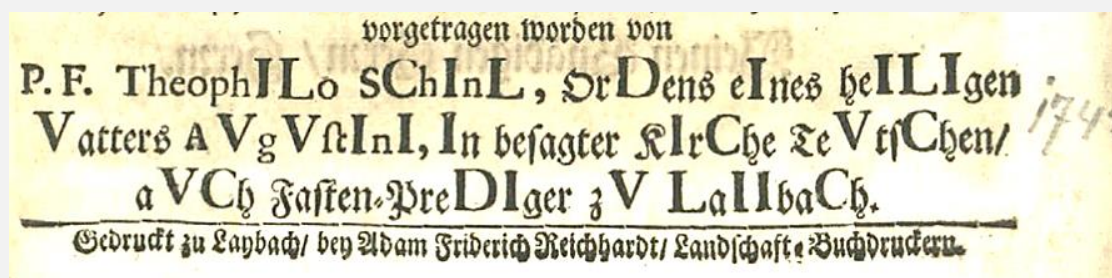 vorgetragen worden von
P. F. TheophILo SChInL, OrDens eInes heILIgen
Vatters AVgVstInI, In besagter KIrChe TeVtsChen/
aVCh Fasten-PreDIger zV LaIIbaCh.
Gedruckt zu Laybach/ bey Adam Friderich Reichhardt/ Landschafft-Buchdruckern.